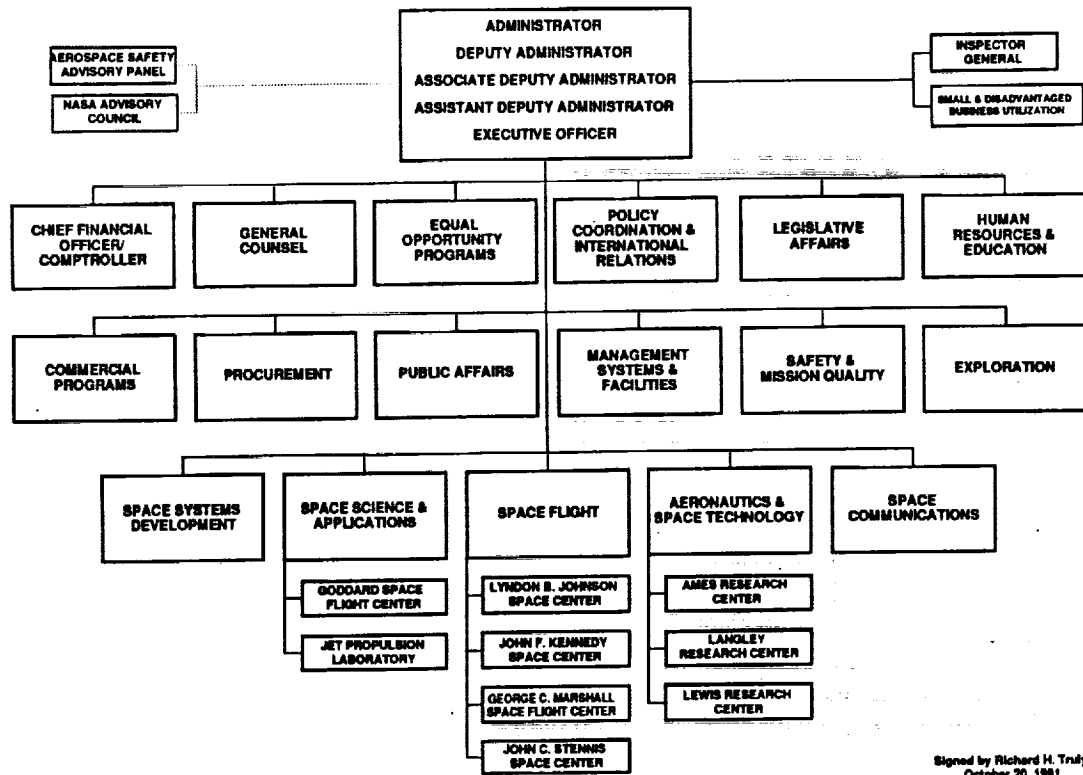 ADMINISTRATOR
DEPUTY ADMINISTRATOR
ASSOCIATE DEPUTY ADMINISTRATOR
ASSISTANT DEPUTY ADMINISTRATOR
EXECUTIVE OFFICER
AEROSPACE SAFETY
ADVISORY PANEL
NASA ADVISORY
COUNCIL
INSPECTOR
GENERAL
SMALL & DISADVANTAGED
BUSINESS UTILIZATION
CHIEF FINANCIAL
OFFICER/
COMPTROLLER
GENERAL
COUNSEL
EQUAL
OPPORTUNITY
PROGRAMS
POLICY
COORDINATION &
INTERNATIONAL
RELATIONS
LEGISLATIVE
AFFAIRS
HUMAN
RESOURCES &
EDUCATION
COMMERCIAL
PROGRAMS
PROCUREMENT
PUBLIC AFFAIRS
MANAGEMENT
SYSTEMS &
FACILITIES
SAFETY &
MISSION QUALITY
EXPLORATION
SPACE SYSTEMS
DEVELOPMENT
SPACE SCIENCE &
APPLICATIONS
SPACE FLIGHT
AERONAUTICS &
SPACE TECHNOLOGY
SPACE
COMMUNICATIONS
GODDARD SPACE
FLIGHT CENTER
JET PROPULSION
LABORATORY
LYNDON B. JOHNSON
SPACE CENTER
JOHN F. KENNEDY
SPACE CENTER
GEORGE C. MARSHALL
SPACE FLIGHT CENTER
JOHN C. STENNIS
SPACE CENTER
AMES RESEARCH
CENTER
LANGLEY
RESEARCH CENTER
LEWIS RESEARCH
CENTER
Signed by Richard H. Truly
October 20,